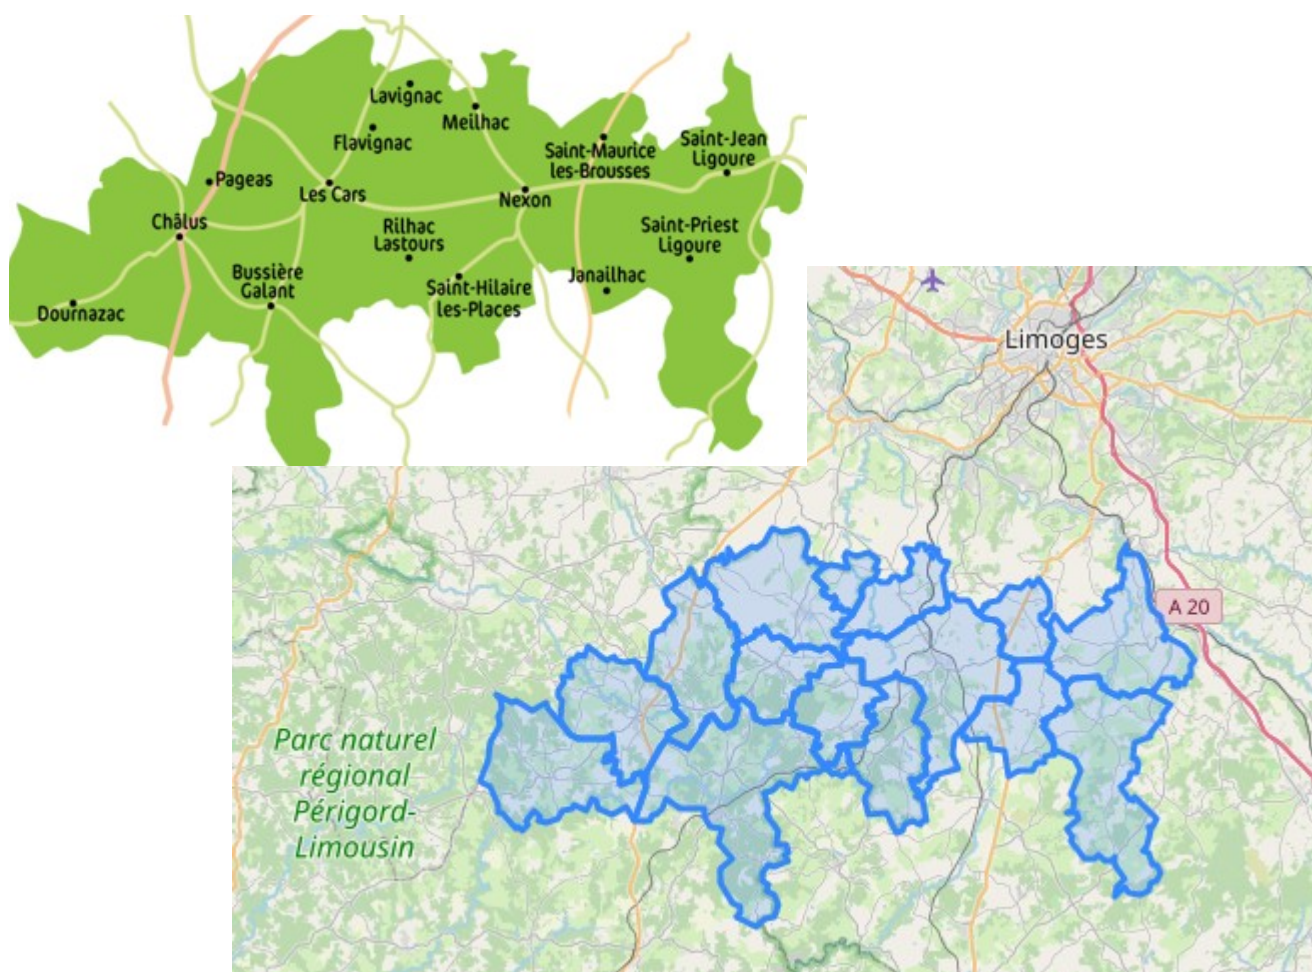 Lavignac
Meilhac
Flavignac
Saint-Maurice
les-Brousses
Saint-Jean
Ligoure
Pageas
Les Cars
Nexon
Châlus
Rilhac
Lastours
Saint-Priest
Ligoure
Bussière
Galant
Saint-Hilaire
les-Places
Janailhac
Dournazac
Limoges
A 20
Parc naturel
régional
Périgord-
Limousin